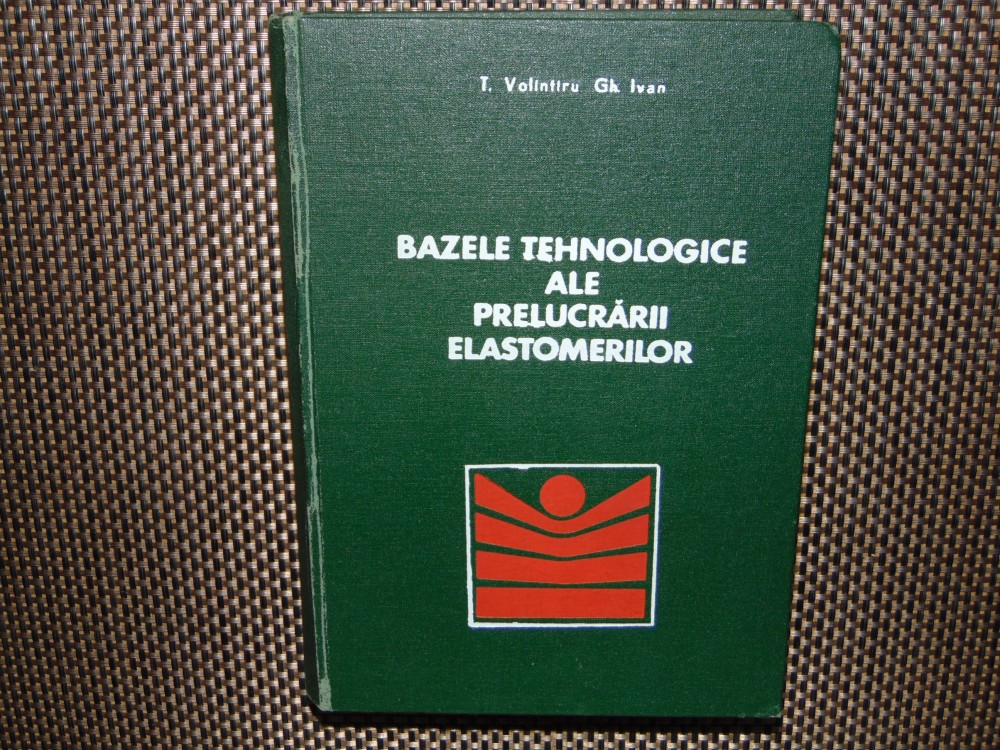 T. Volintiru Gh. Ivan
BAZELE TEHNOLOGICE
ALE
PRELUCRĂRII
ELASTOMERILOR